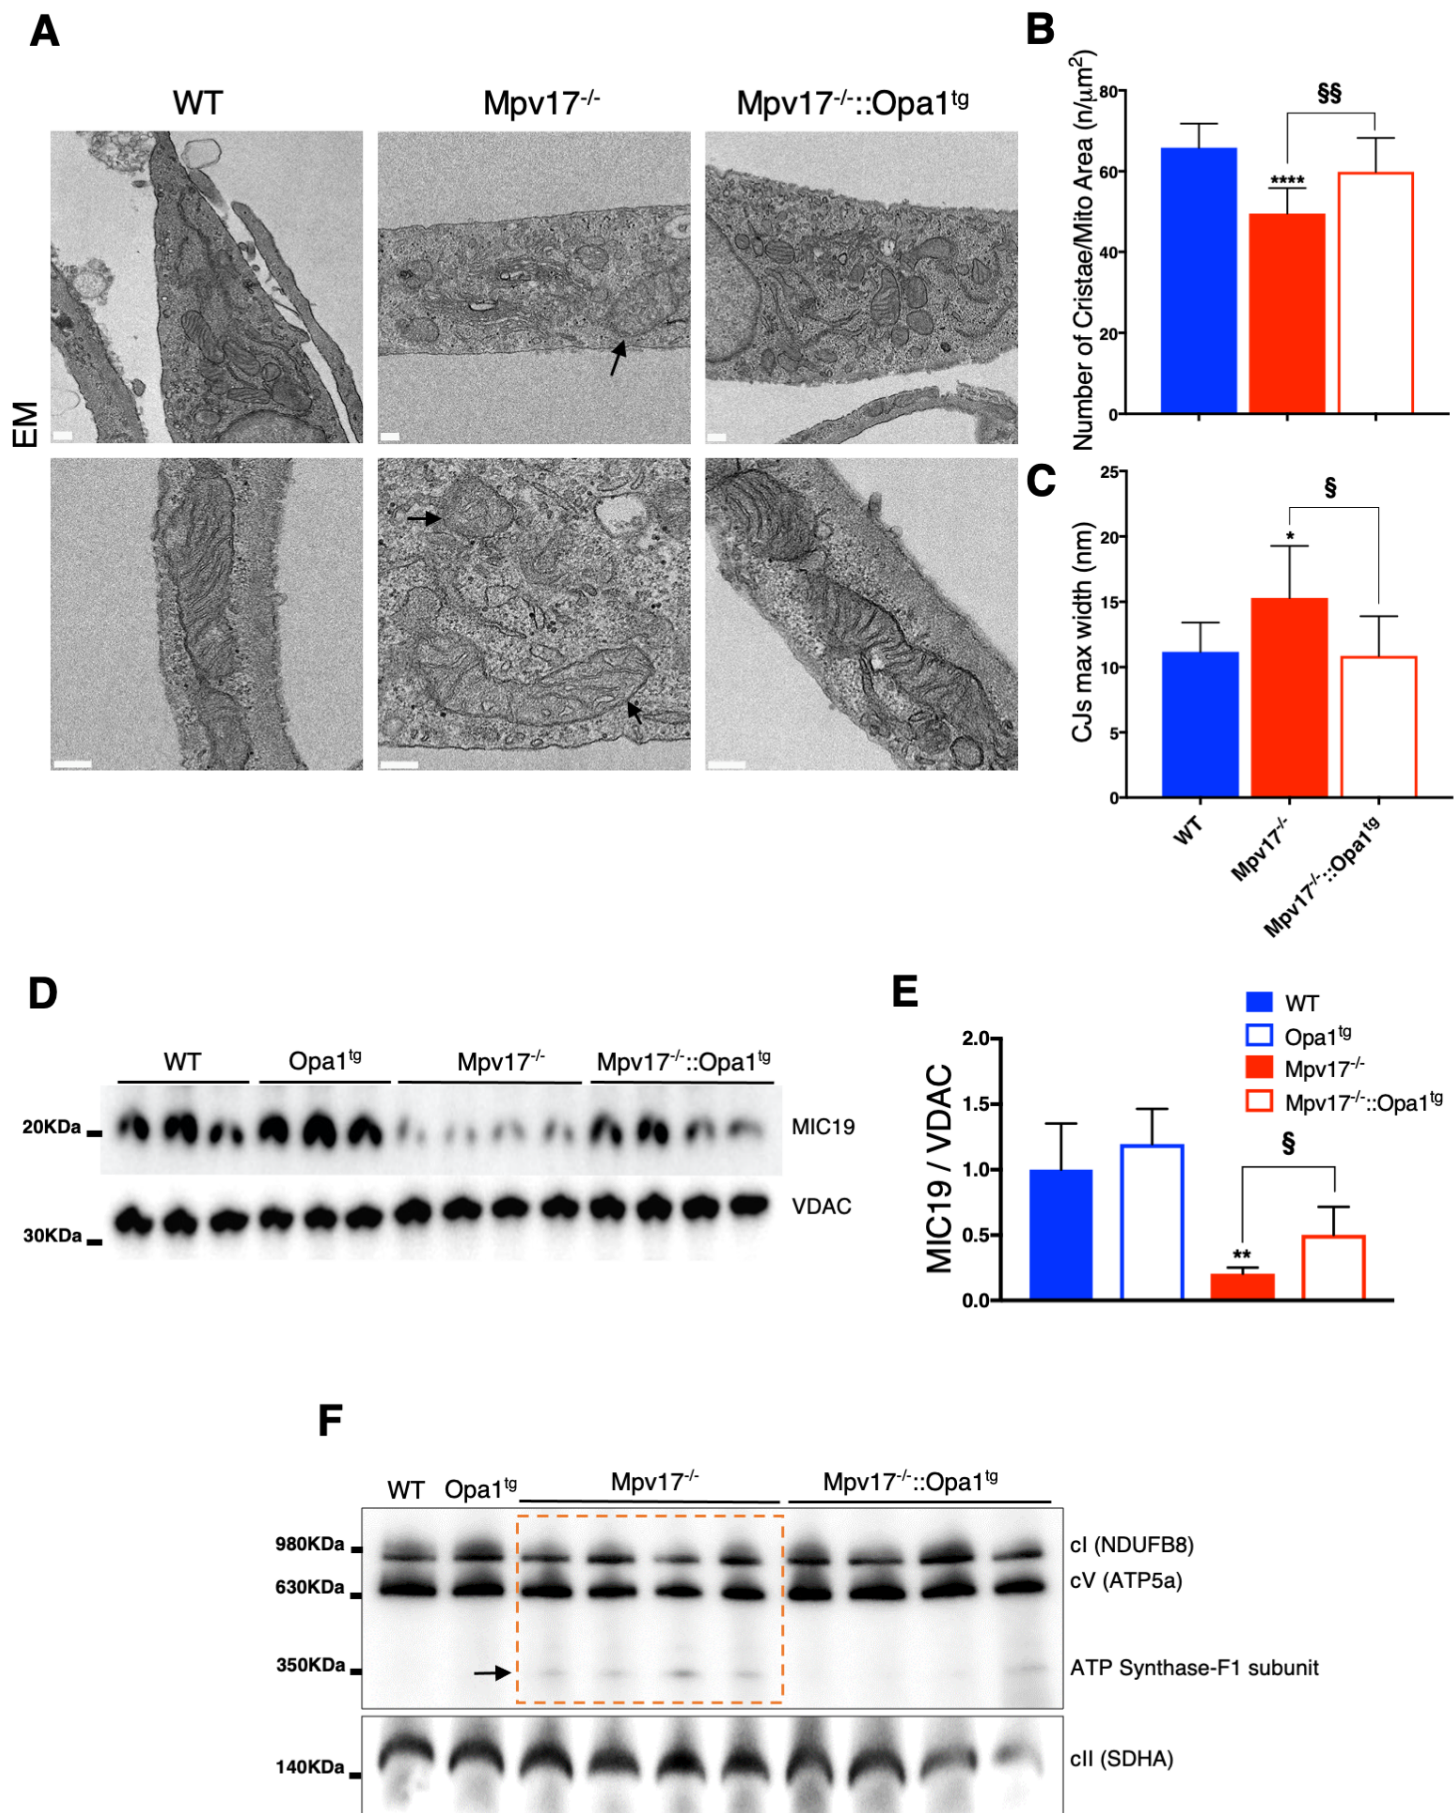 A
WT
Mpv17-/-
Mpv17-/-::Opa1tg
EM
B
Number of Cristae/Mito Area (n/μm2)
80
60
40
20
0
****
§§
C
CJs max width (nm)
25
20
15
10
5
0
*
§
WT
Mpv17-/-
Mpv17-/-::Opa1tg
D
WT
Opa1tg
Mpv17-/-
Mpv17-/-::Opa1tg
20KDa
MIC19
30KDa
VDAC
E
WT
Opa1tg
Mpv17-/-
Mpv17-/-::Opa1tg
MIC19 / VDAC
2.0
1.5
1.0
0.5
0.0
**
§
F
WT
Opa1tg
Mpv17-/-
Mpv17-/-::Opa1tg
980KDa
cI (NDUFB8)
630KDa
cV (ATP5a)
350KDa
ATP Synthase-F1 subunit
140KDa
cII (SDHA)